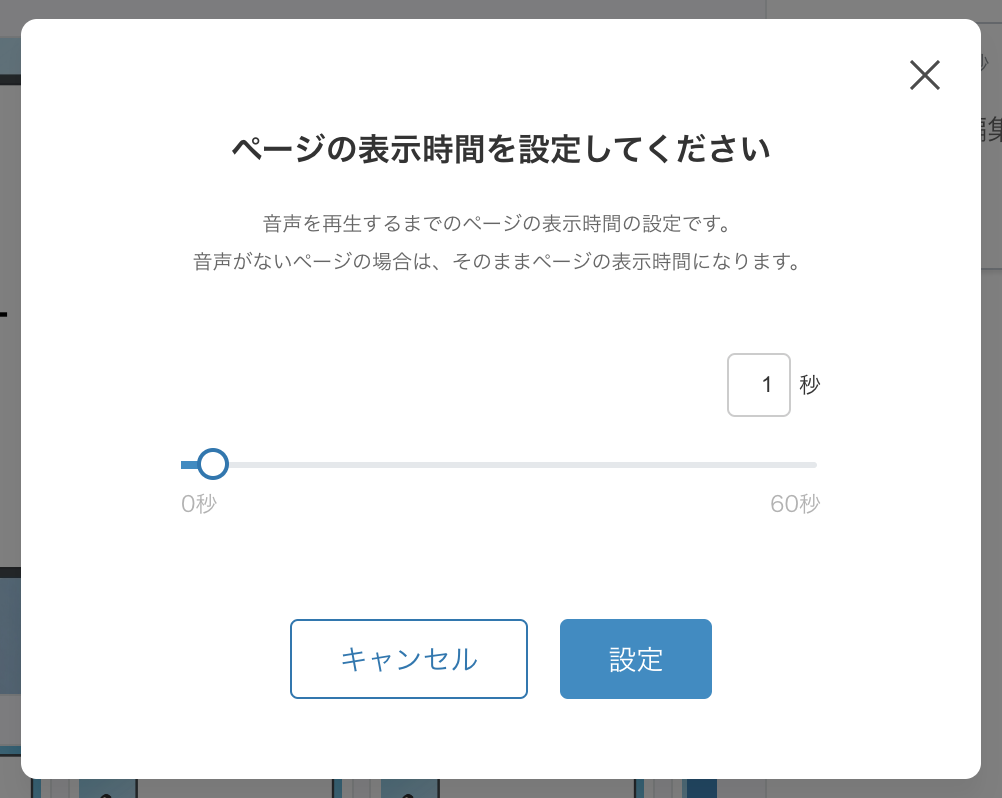 ページの表示時間を設定してください
音声を再生するまでのページの表示時間の設定です。
音声がないページの場合は、そのままページの表示時間になります。
1 秒
0秒
60秒
キャンセル
設定